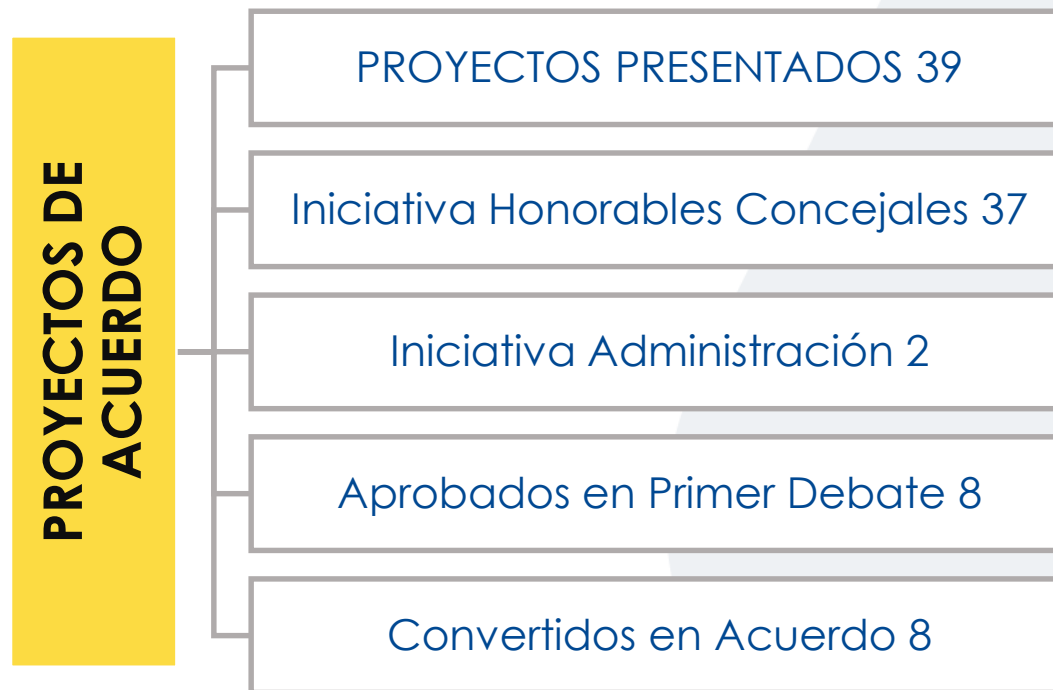 PROYECTOS DE
ACUERDO
PROYECTOS PRESENTADOS 39
Iniciativa Honorables Concejales 37
Iniciativa Administración 2
Aprobados en Primer Debate 8
Convertidos en Acuerdo 8